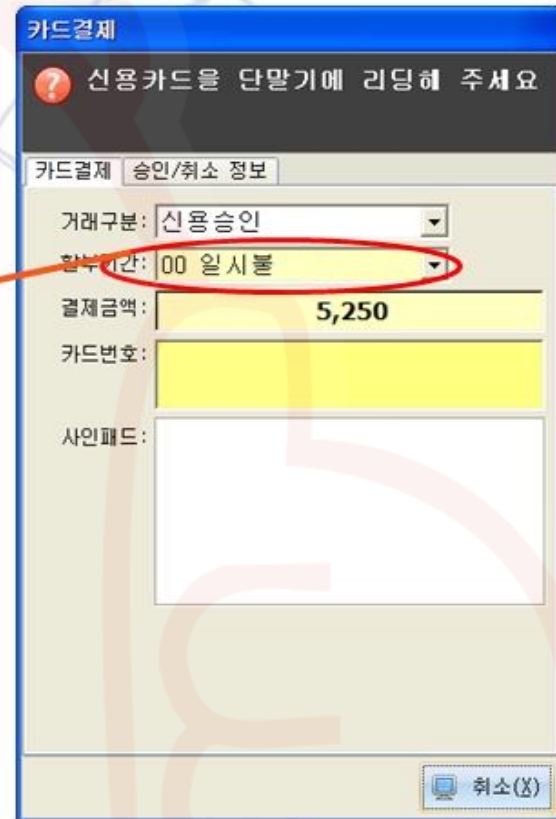 카드결제
신용카드을 단말기에 리딩해 주세요
카드결제 승인/취소 정보
거래구분: 신용승인
할부기간: 00 일시불
결제금액: 5,250
카드번호:
사인패드:
취소(X)